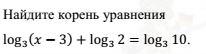 Найдите корень уравнения
log₃(x − 3) + log₃ 2 = log₃ 10.